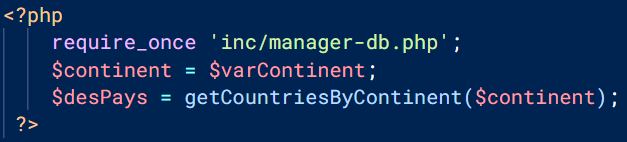 <?php
require_once 'inc/manager-db.php';
$continent = $varContinent;
$desPays = getCountriesByContinent($continent);
?>